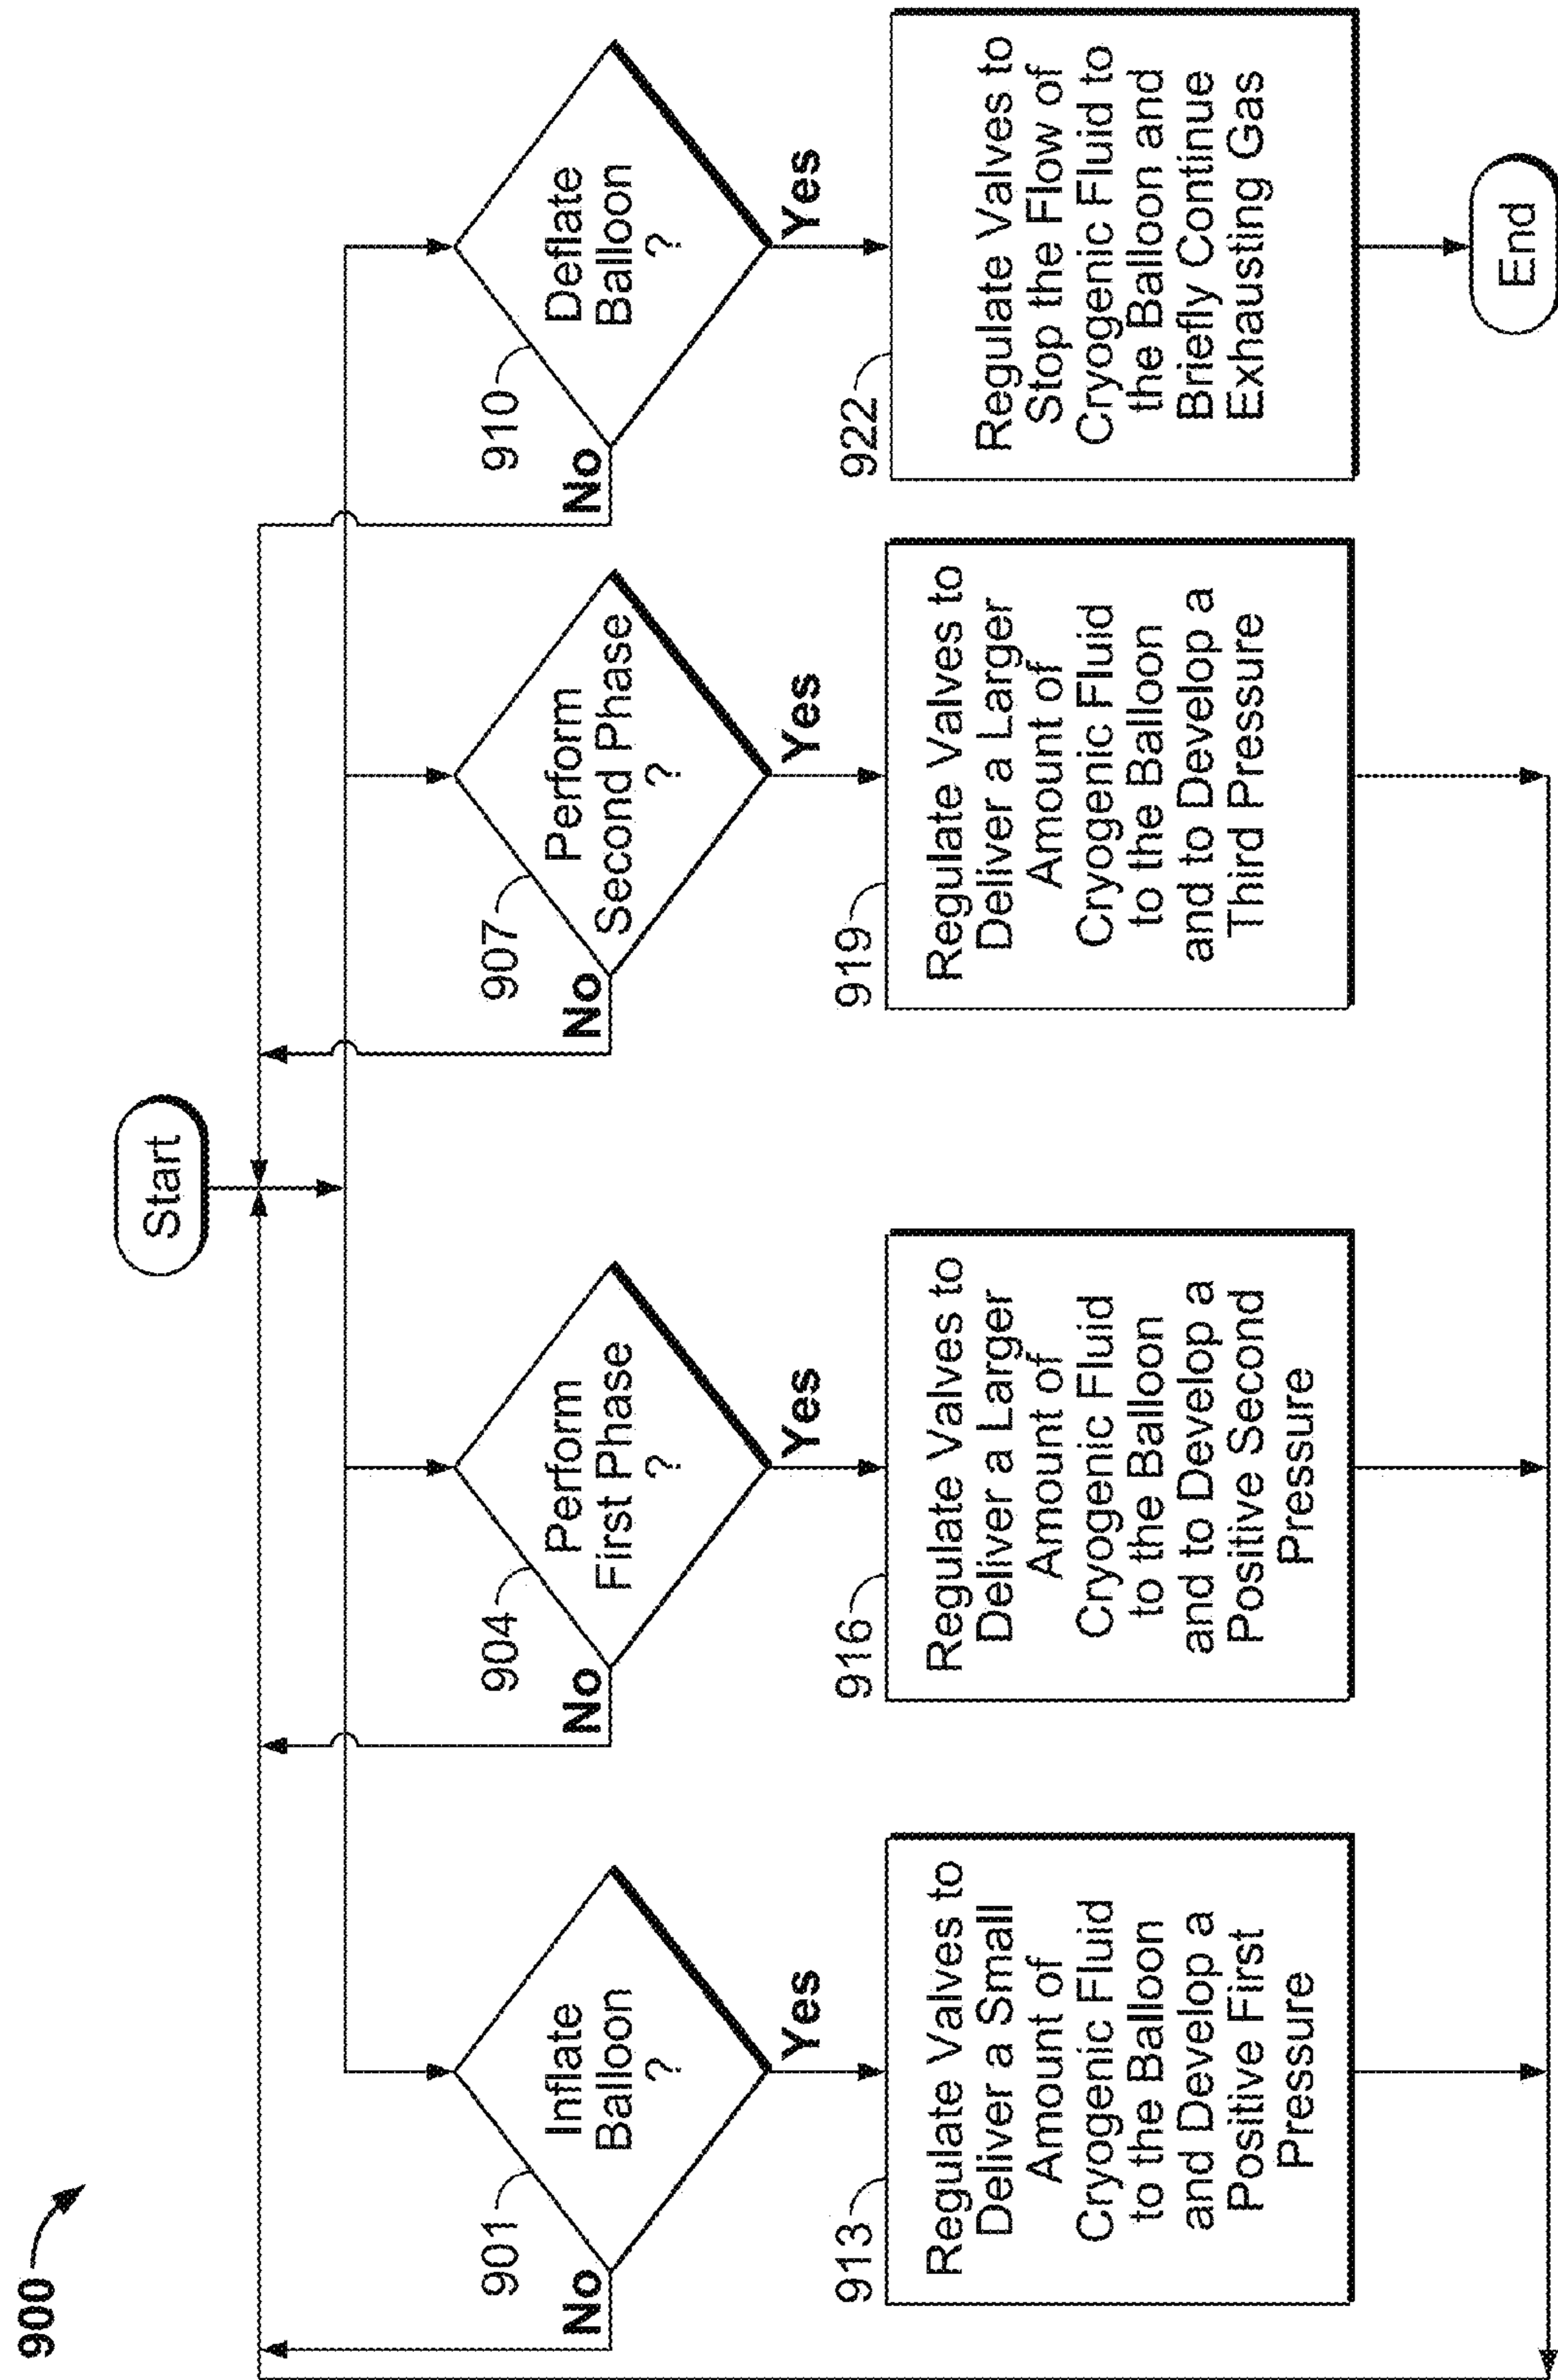 900
Start
901
Inflate
Balloon
?
No
Yes
904
Perform
First Phase
?
No
Yes
907
Perform
Second Phase
?
No
Yes
910
Deflate
Balloon
?
No
Yes
913
Regulate Valves to
Deliver a Small
Amount of
Cryogenic Fluid
to the Balloon
and Develop a
Positive First
Pressure
916
Regulate Valves to
Deliver a Larger
Amount of
Cryogenic Fluid
to the Balloon
and to Develop a
Positive Second
Pressure
919
Regulate Valves to
Deliver a Larger
Amount of
Cryogenic Fluid
to the Balloon
and to Develop a
Third Pressure
922
Regulate Valves to
Stop the Flow of
Cryogenic Fluid to
the Balloon and
Briefly Continue
Exhausting Gas
End